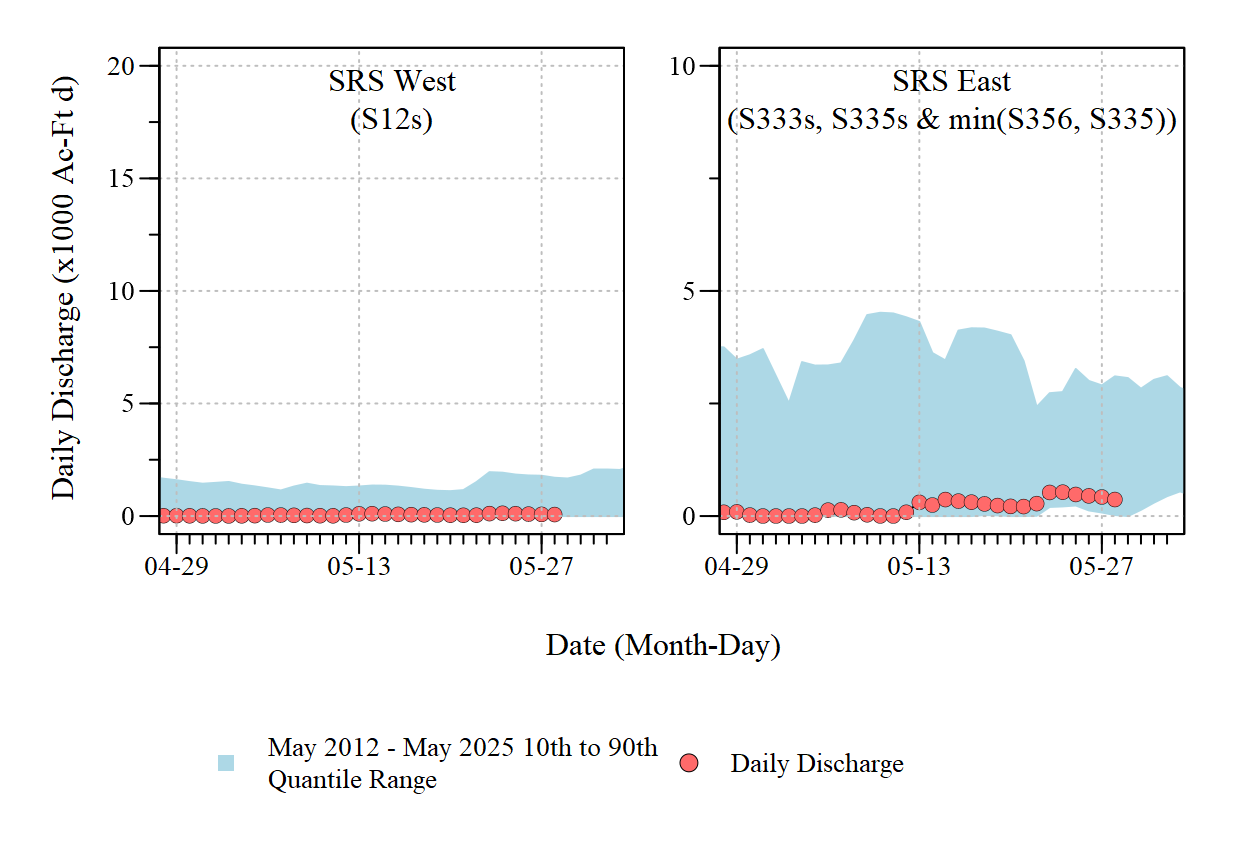 Daily Discharge (x1000 Ac-Ft d)
SRS West
(S12s)
20
15
10
5
0
04-29
05-13
05-27
SRS East
(S333s, S335s & min(S356, S335))
10
5
0
04-29
05-13
05-27
Date (Month-Day)
May 2012 - May 2025 10th to 90th
Quantile Range
Daily Discharge